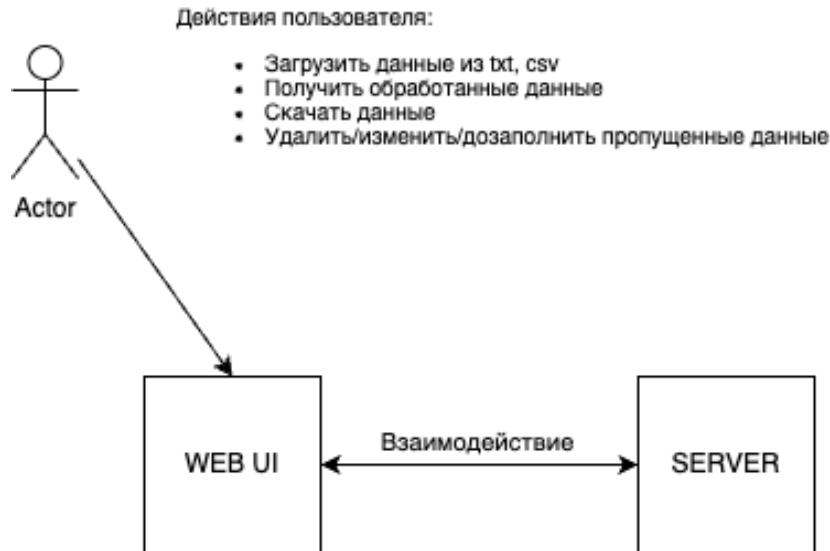 Действия пользователя:
• Загрузить данные из txt, csv
• Получить обработанные данные
• Скачать данные
• Удалить/изменить/дозаполнить пропущенные данные
Actor
Взаимодействие
WEB UI
SERVER